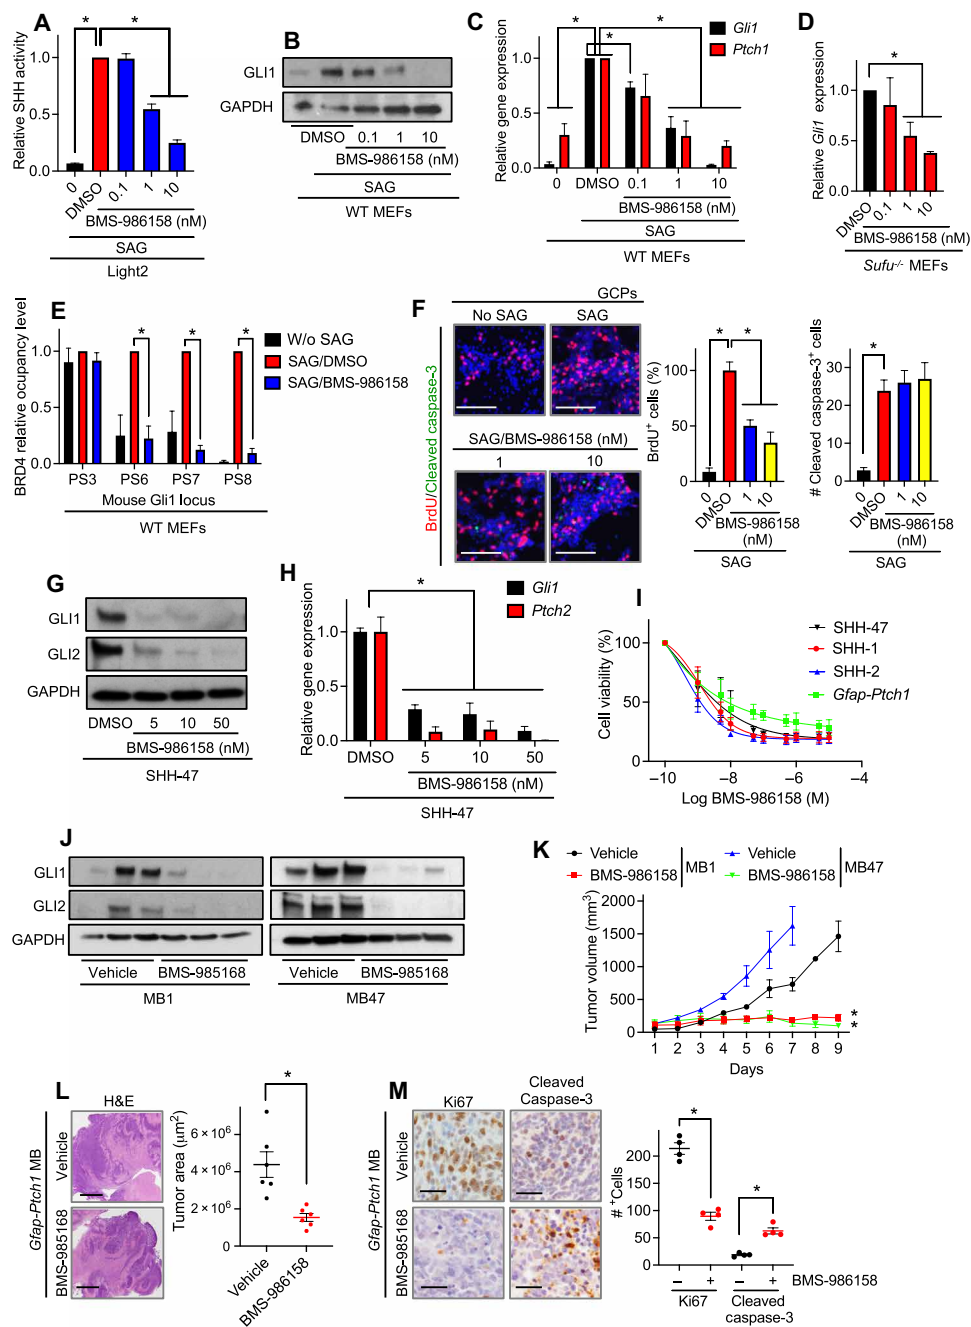 A
*
*
Relative SHH activity
1.0
0.5
0.0
0
DMSO
0.1
1
10
BMS-986158 (nM)
SAG
Light2
B
GLI1
GAPDH
DMSO
0.1
1
10
BMS-986158 (nM)
SAG
WT MEFs
C
Gli1
Ptch1
*
*
*
Relative gene expression
1.0
0.5
0.0
0
DMSO
0.1
1
10
BMS-986158 (nM)
SAG
WT MEFs
D
*
Relative Gli1 expression
1.0
0.5
0.0
DMSO
0.1
1
10
BMS-986158 (nM)
Sufu-/- MEFs
E
BRD4 relative occupancy level
1.0
0.5
0.0
*
*
*
W/o SAG
SAG/DMSO
SAG/BMS-986158
PS3
PS6
PS7
PS8
Mouse Gli1 locus
WT MEFs
F
GCPs
No SAG
SAG
SAG/BMS-986158 (nM)
1
10
BrdU/Cleaved caspase-3
BrdU+ cells (%)
150
100
50
0
*
*
0
DMSO
1
10
BMS-986158
(nM)
SAG
# Cleaved caspase-3+ cells
40
30
20
10
0
*
0
DMSO
1
10
BMS-986158
(nM)
SAG
G
GLI1
GLI2
GAPDH
DMSO
5
10
50
BMS-986158 (nM)
SHH-47
H
Gli1
Ptch2
*
Relative gene expression
1.0
0.5
0.0
DMSO
5
10
50
BMS-986158 (nM)
SHH-47
I
SHH-47
SHH-1
SHH-2
Gfap-Ptch1
Cell viability (%)
100
50
0
–10
–8
–6
–4
–2
Log BMS-986158 (M)
J
GLI1
GLI2
GAPDH
Vehicle
BMS-985168
MB1
Vehicle
BMS-985168
MB47
K
Vehicle
BMS-986158
MB1
Vehicle
BMS-986158
MB47
Tumor volume (mm3)
2000
1500
1000
500
0
*
*
1
2
3
4
5
6
7
8
9
Days
L
H&E
Gfap-Ptch1 MB
Vehicle
BMS-985168
*
Tumor area (μm2)
6 × 10⁶
4 × 10⁶
2 × 10⁶
0
Vehicle
BMS-986158
M
Ki67
Cleaved
Caspase-3
Gfap-Ptch1 MB
Vehicle
BMS-985168
# +Cells
200
150
100
50
0
*
*
–
+
–
+
BMS-986158
Ki67
Cleaved
caspase-3